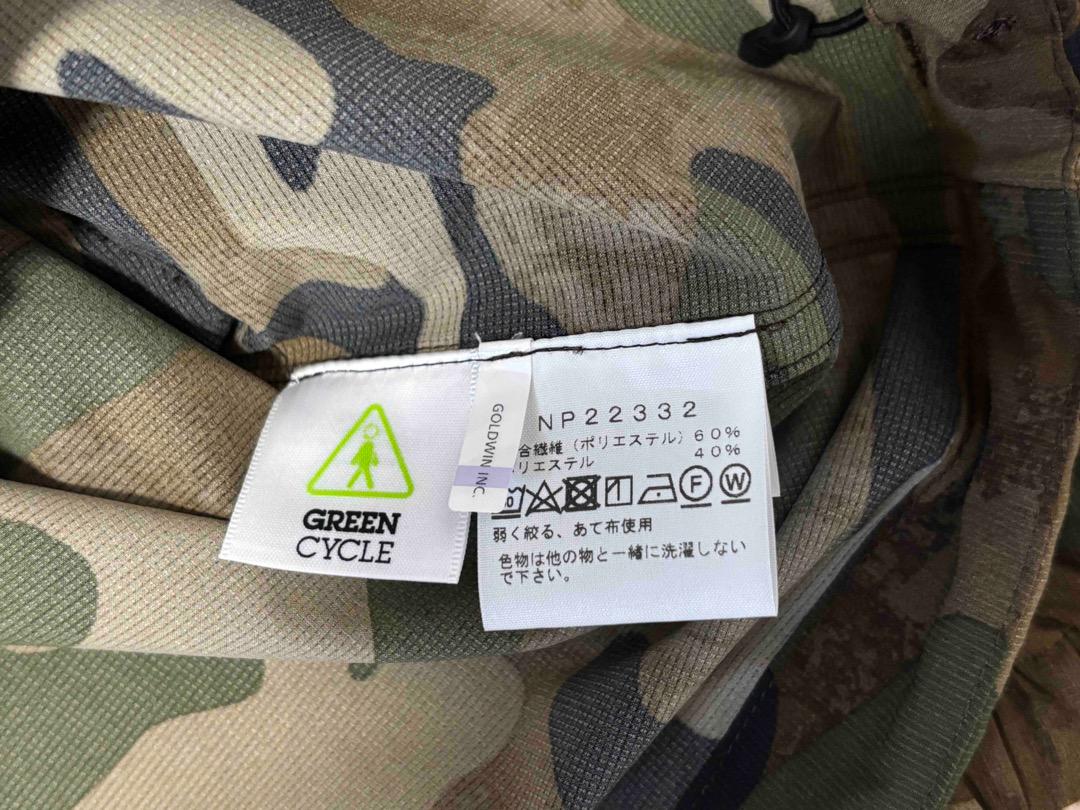 GREEN
CYCLE
GOLDWIN INC.
NP22332
合繊維(ポリエステル) 60%
リエステル 40%
F W
弱く絞る、あて布使用
色物は他の物と一緒に洗濯しない
で下さい。